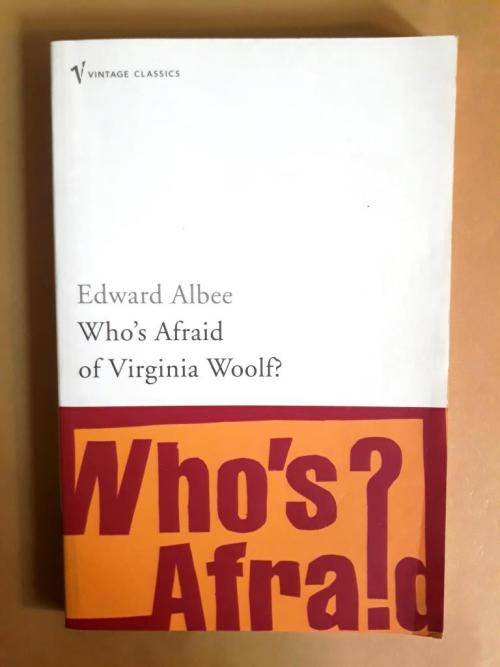 VINTAGE CLASSICS
Edward Albee
Who's Afraid
of Virginia Woolf?
Who's?
Afraid